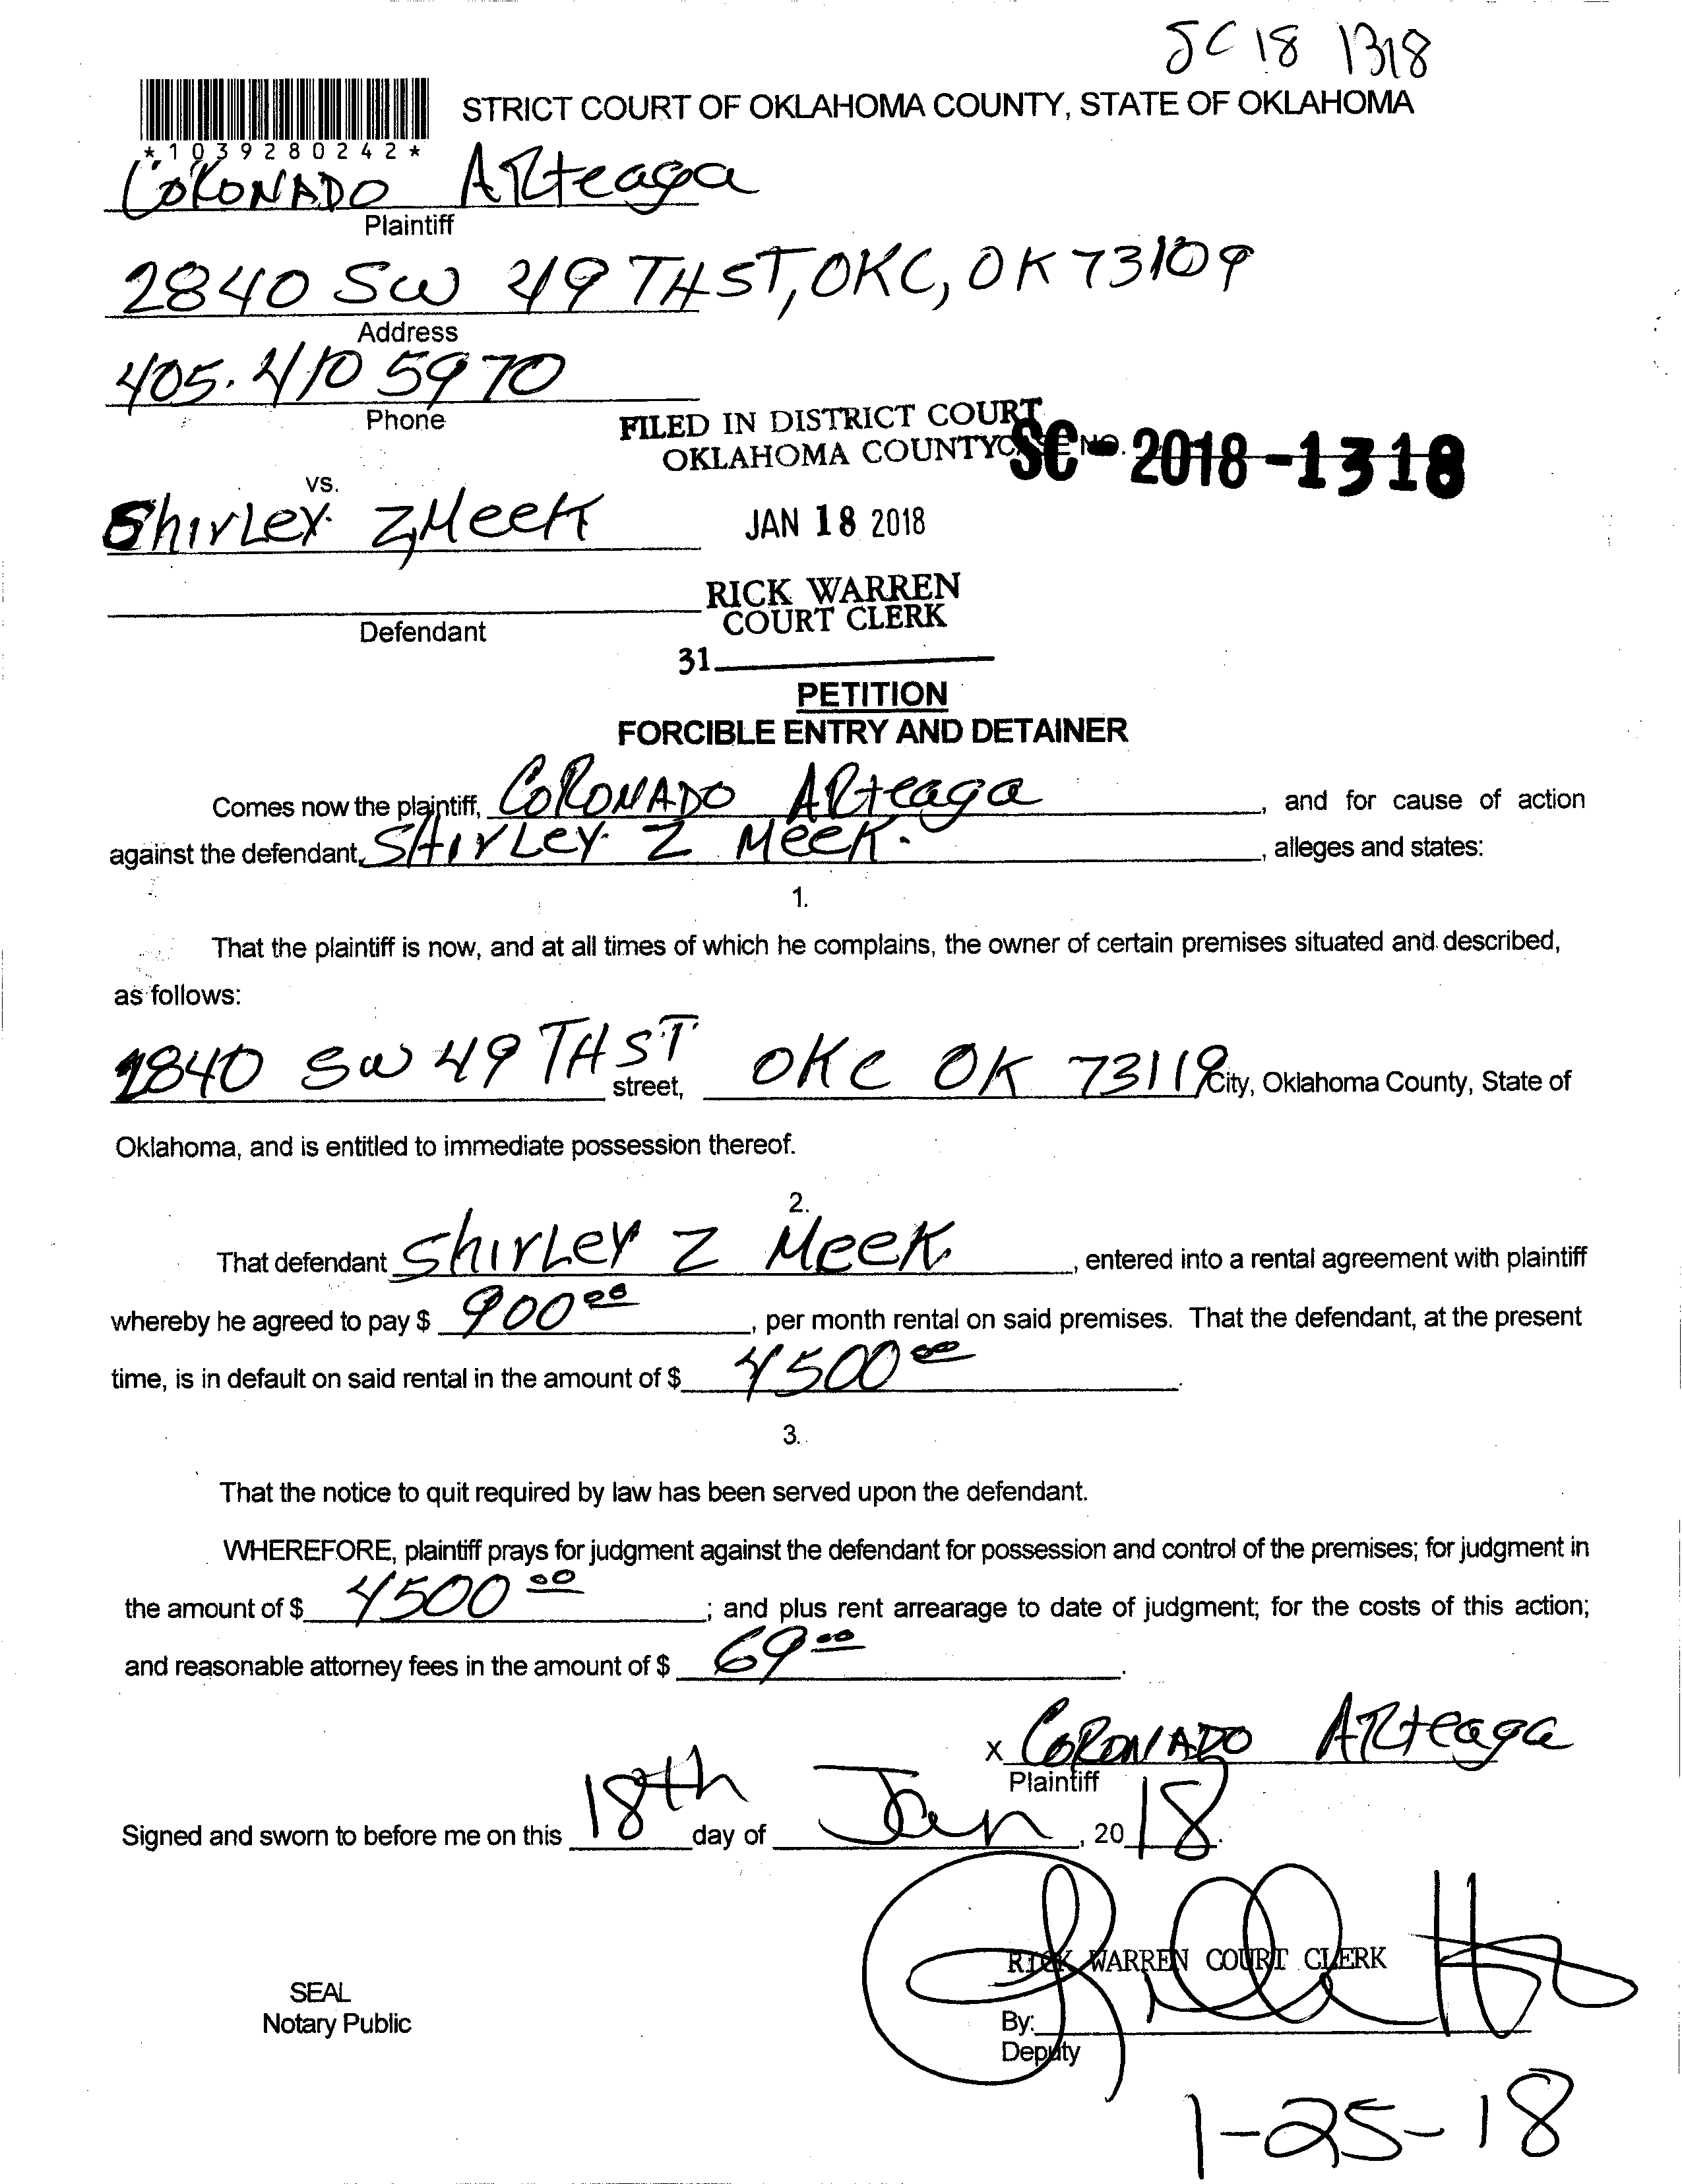 SC 18 1318
STRICT COURT OF OKLAHOMA COUNTY, STATE OF OKLAHOMA
*1039280242*
CORONADO ARteaga
Plaintiff
2840 SW 49 TH ST, OKC, OK 73109
Address
405. 410 5970
Phone
FILED IN DISTRICT COURT
OKLAHOMA COUNTY
SC - 2018 - 1318
vs.
ShirLey Z Meek
JAN 18 2018
RICK WARREN
COURT CLERK
Defendant
31
PETITION
FORCIBLE ENTRY AND DETAINER
Comes now the plaintiff, CORONADO ARteaga, and for cause of action
against the defendant, SHIrLey Z Meek., alleges and states:
1.
That the plaintiff is now, and at all times of which he complains, the owner of certain premises situated and described,
as follows:
2840 SW 49 TH ST street, OKC OK 73119 City, Oklahoma County, State of
Oklahoma, and is entitled to immediate possession thereof.
2.
That defendant ShirLey Z Meek, entered into a rental agreement with plaintiff
whereby he agreed to pay $ 900 00, per month rental on said premises. That the defendant, at the present
time, is in default on said rental in the amount of $ 4500 00.
3.
That the notice to quit required by law has been served upon the defendant.
WHEREFORE, plaintiff prays for judgment against the defendant for possession and control of the premises; for judgment in
the amount of $ 4500 00; and plus rent arrearage to date of judgment; for the costs of this action;
and reasonable attorney fees in the amount of $ 69 00.
x CORONADO ARteaga
Plaintiff
Signed and sworn to before me on this 18th day of Jan, 2018.
RICK WARREN COURT CLERK
SEAL
Notary Public
By:
Deputy
1-25-18